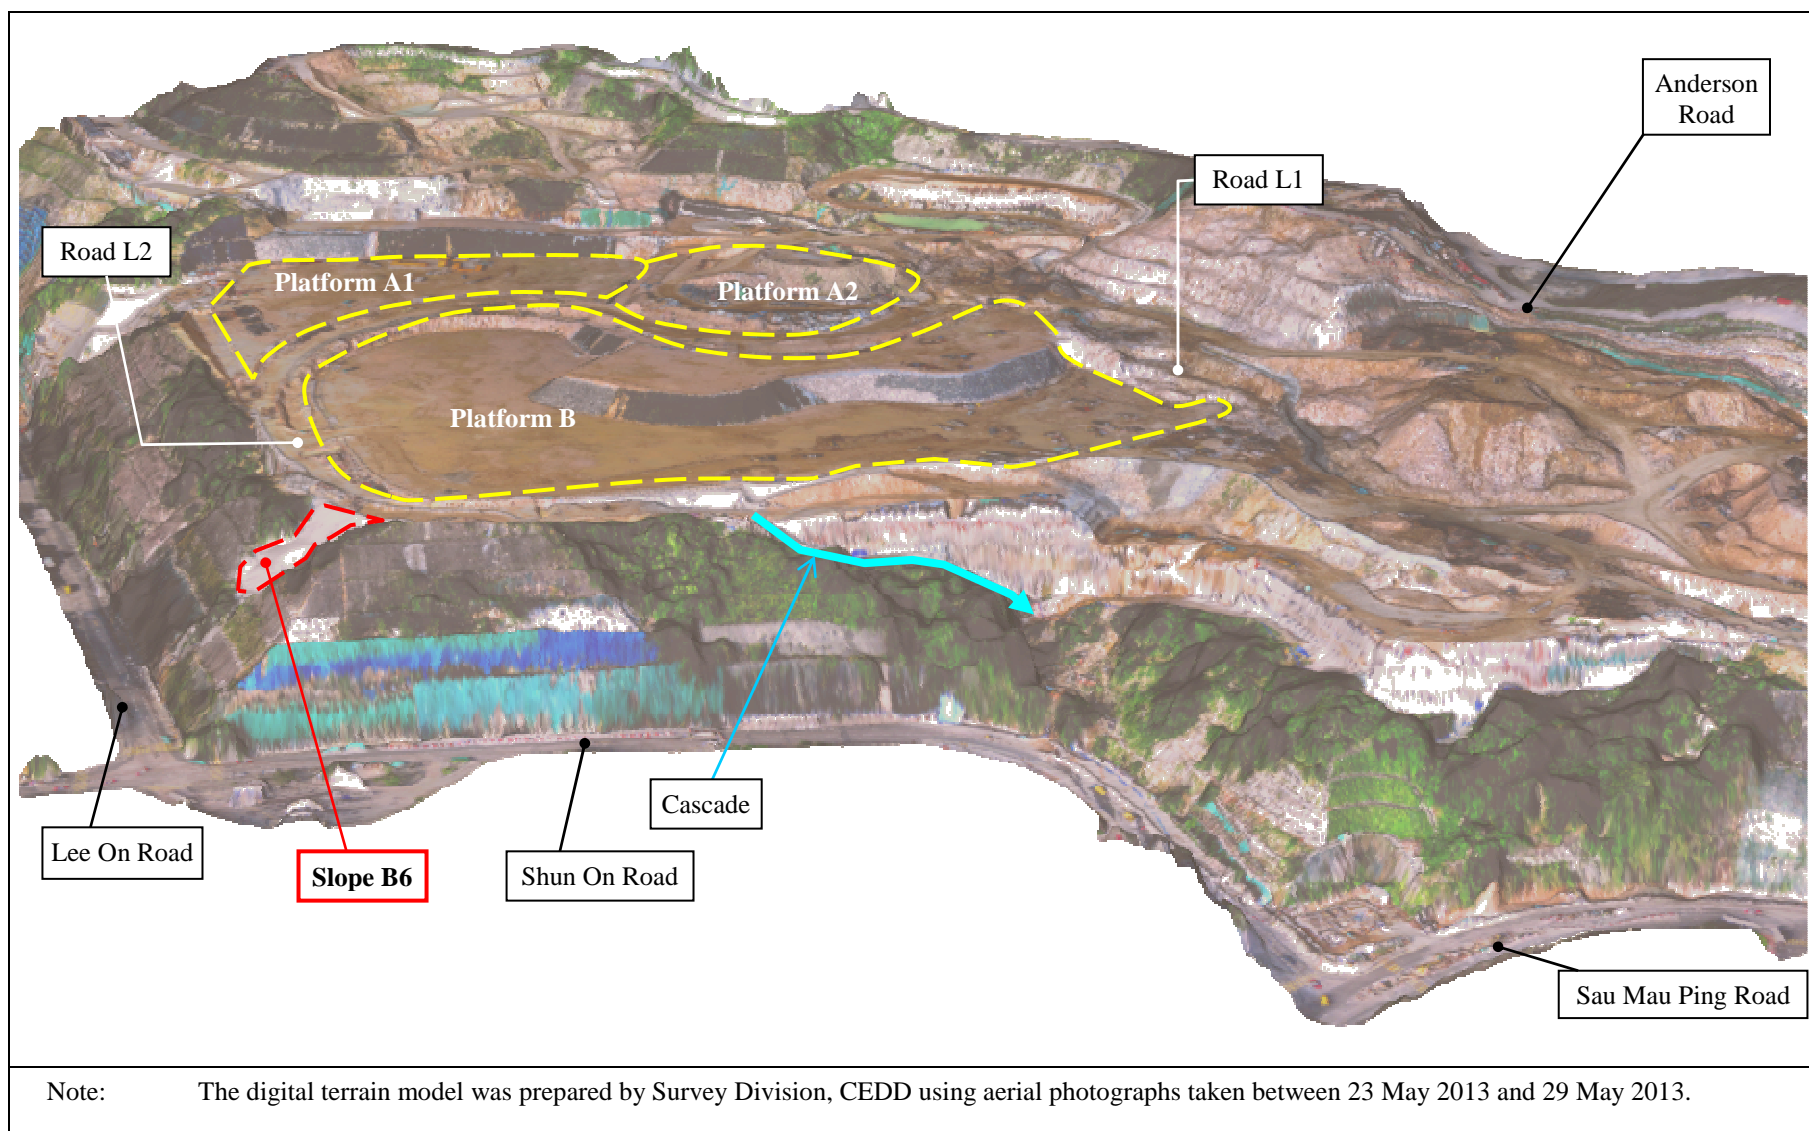 Anderson
Road
Road L1
Road L2
Platform A1
Platform A2
Platform B
Cascade
Lee On Road
Slope B6
Shun On Road
Sau Mau Ping Road
Note: The digital terrain model was prepared by Survey Division, CEDD using aerial photographs taken between 23 May 2013 and 29 May 2013.